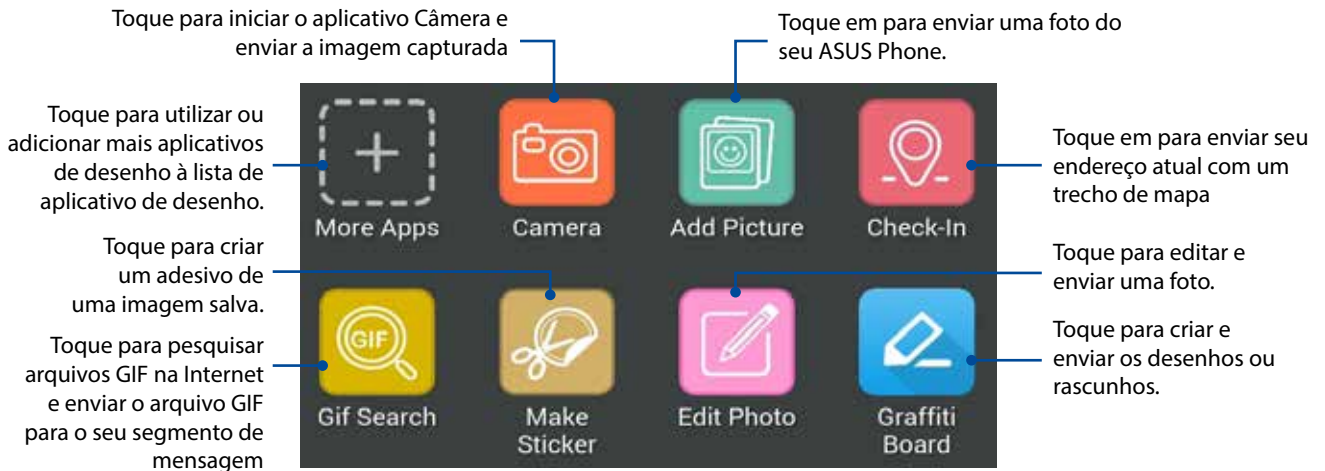 Toque para iniciar o aplicativo Câmera e
enviar a imagem capturada
Toque em para enviar uma foto do
seu ASUS Phone.
Toque para utilizar ou
adicionar mais aplicativos
de desenho à lista de
aplicativo de desenho.
Toque em para enviar seu
endereço atual com um
trecho de mapa
More Apps
Camera
Add Picture
Check-In
Toque para criar
um adesivo de
uma imagem salva.
Toque para editar e
enviar uma foto.
Toque para pesquisar
arquivos GIF na Internet
e enviar o arquivo GIF
para o seu segmento de
mensagem
Toque para criar e
enviar os desenhos ou
rascunhos.
GIF
Gif Search
Make
Sticker
Edit Photo
Graffiti
Board